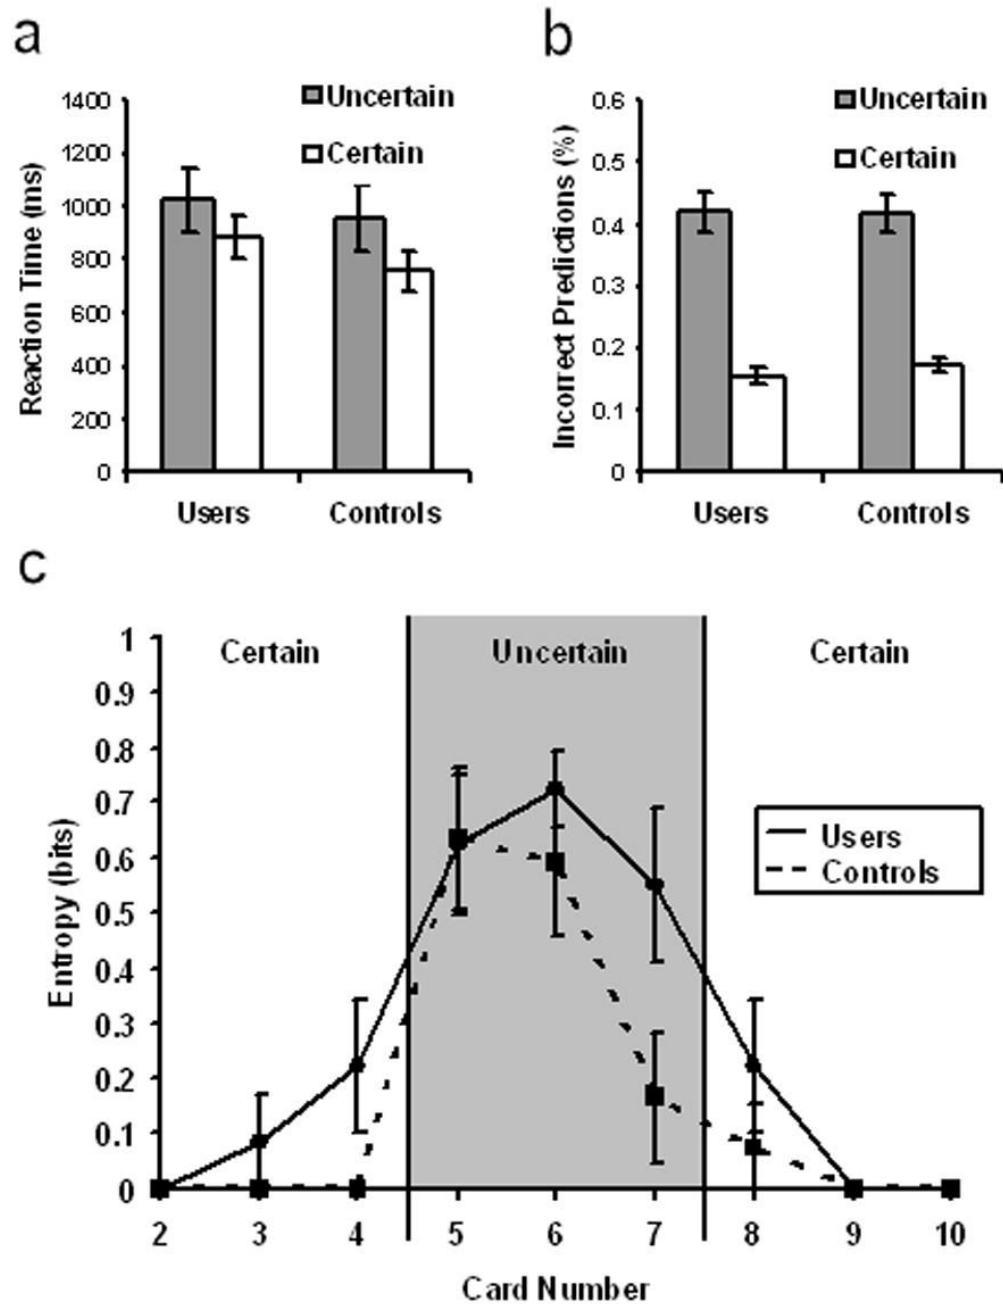 a
b
Uncertain
Certain
1400
1200
1000
800
600
400
200
0
Reaction Time (ms)
Users
Controls
Uncertain
Certain
0.6
0.5
0.4
0.3
0.2
0.1
0
Incorrect Predictions (%)
Users
Controls
c
Certain
Uncertain
Certain
1
0.9
0.8
0.7
0.6
0.5
0.4
0.3
0.2
0.1
0
Entropy (bits)
Users
Controls
2 3 4 5 6 7 8 9 10
Card Number